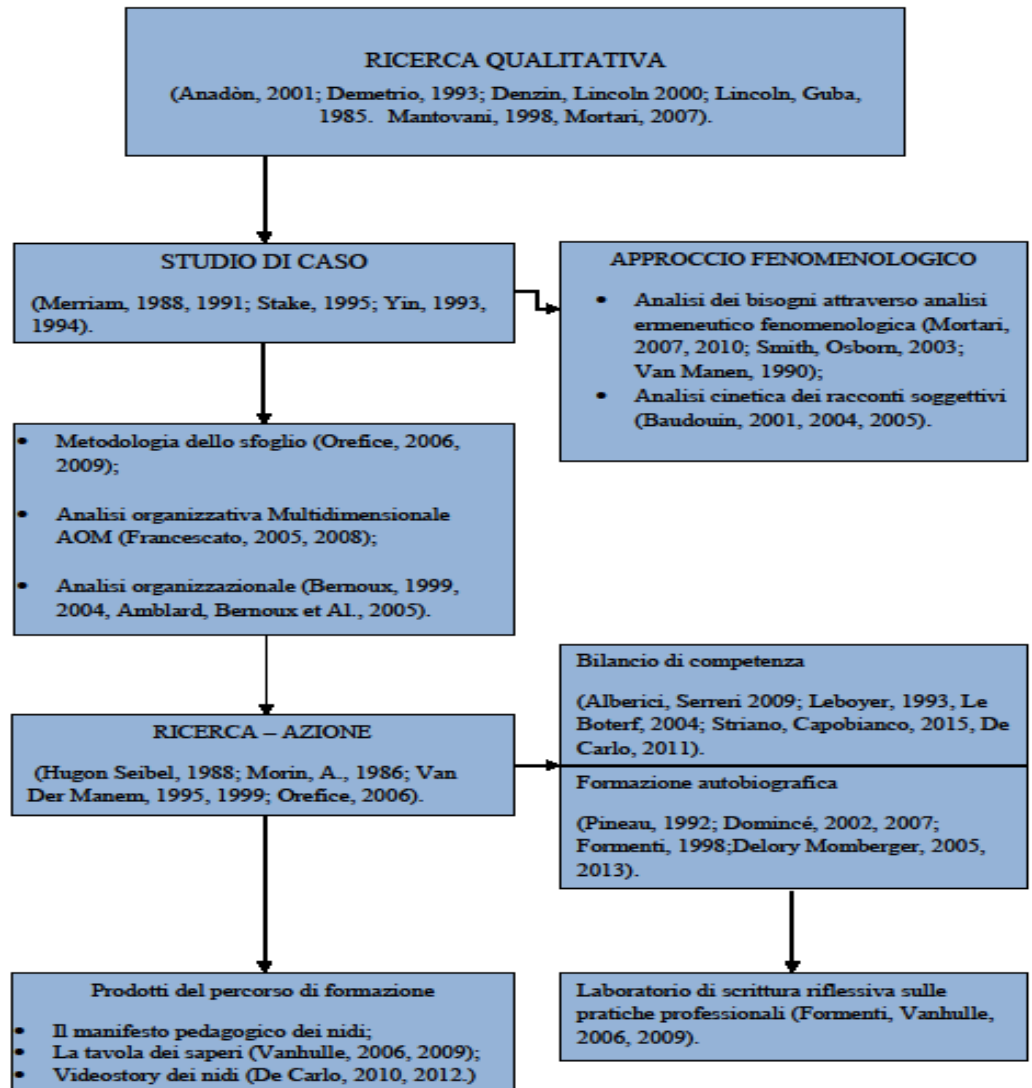 RICERCA QUALITATIVA
(Anadòn, 2001; Demetrio, 1993; Denzin, Lincoln 2000; Lincoln, Guba,
1985. Mantovani, 1998, Mortari, 2007).
STUDIO DI CASO
(Merriam, 1988, 1991; Stake, 1995; Yin, 1993,
1994).
APPROCCIO FENOMENOLOGICO
• Analisi dei bisogni attraverso analisi
ermeneutico fenomenologica (Mortari,
2007, 2010; Smith, Osborn, 2003;
Van Manen, 1990);
• Analisi cinetica dei racconti soggettivi
(Baudouin, 2001, 2004, 2005).
• Metodologia dello sfoglio (Orefice, 2006,
2009);
• Analisi organizzativa Multidimensionale
AOM (Francescato, 2005, 2008);
• Analisi organizzazionale (Bernoux, 1999,
2004, Amblard, Bernoux et Al., 2005).
RICERCA – AZIONE
(Hugon Seibel, 1988; Morin, A., 1986; Van
Der Manem, 1995, 1999; Orefice, 2006).
Bilancio di competenza
(Alberici, Serreri 2009; Leboyer, 1993, Le
Boterf, 2004; Striano, Capobianco, 2015, De
Carlo, 2011).
Formazione autobiografica
(Pineau, 1992; Domincé, 2002, 2007;
Formenti, 1998;Delory Momberger, 2005,
2013).
Prodotti del percorso di formazione
• Il manifesto pedagogico dei nidi;
• La tavola dei saperi (Vanhulle, 2006, 2009);
• Videostory dei nidi (De Carlo, 2010, 2012.)
Laboratorio di scrittura riflessiva sulle
pratiche professionali (Formenti, Vanhulle,
2006, 2009).